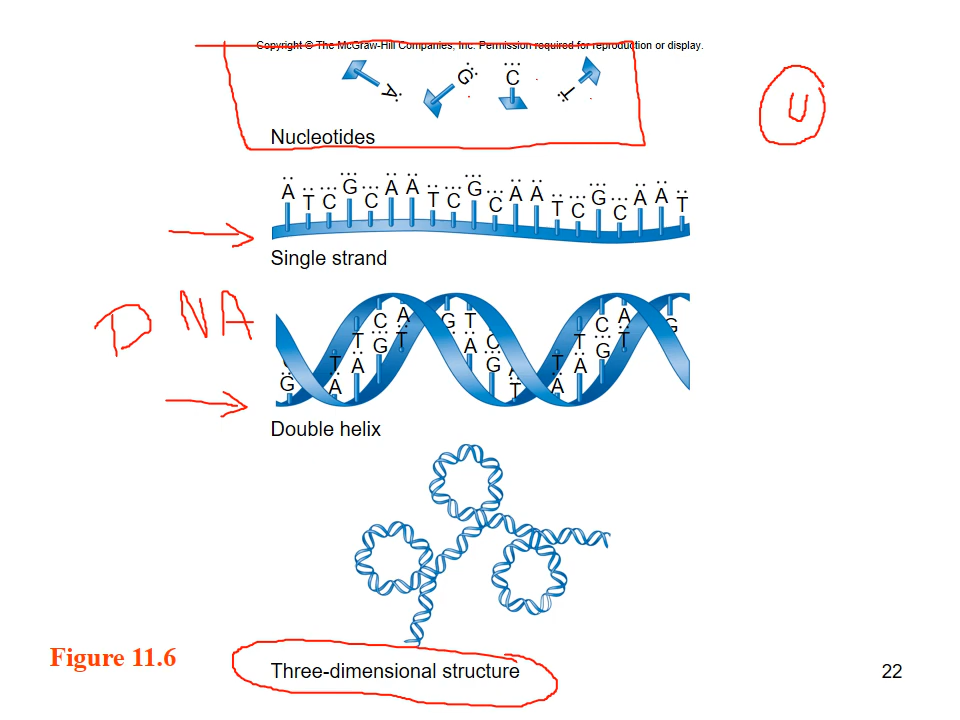 Copyright © The McGraw-Hill Companies, Inc. Permission required for reproduction or display.
A G C T
U
Nucleotides
A T C G C A A T C G C A A T C G C A A T
Single strand
DNA
C A G T C A G
T G T A C T G T
G T A A G A T T A A
Double helix
Three-dimensional structure
Figure 11.6
22